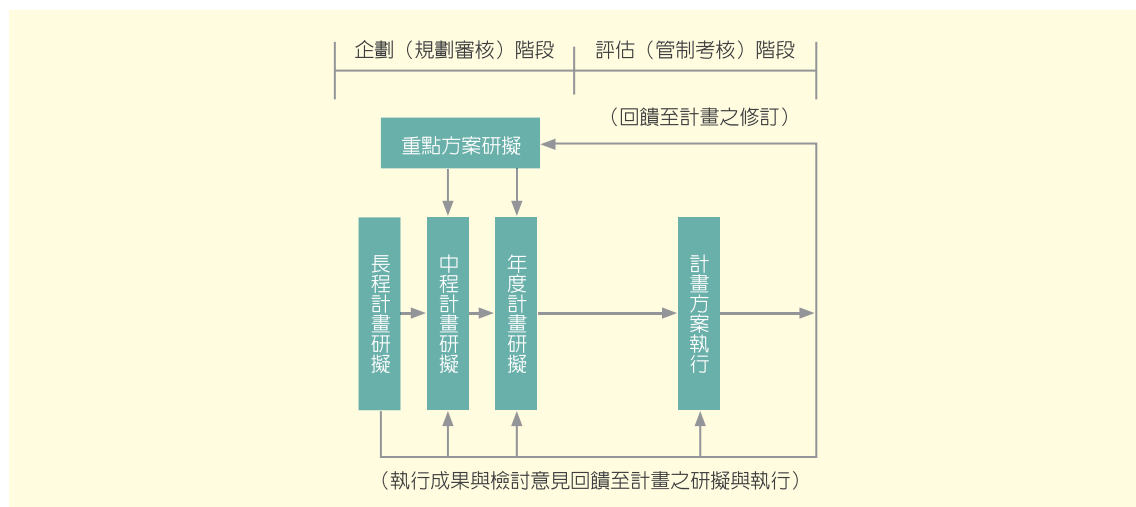 企劃（規劃審核）階段
評估（管制考核）階段
（回饋至計畫之修訂）
重點方案研擬
長程計畫研擬
中程計畫研擬
年度計畫研擬
計畫方案執行
（執行成果與檢討意見回饋至計畫之研擬與執行）